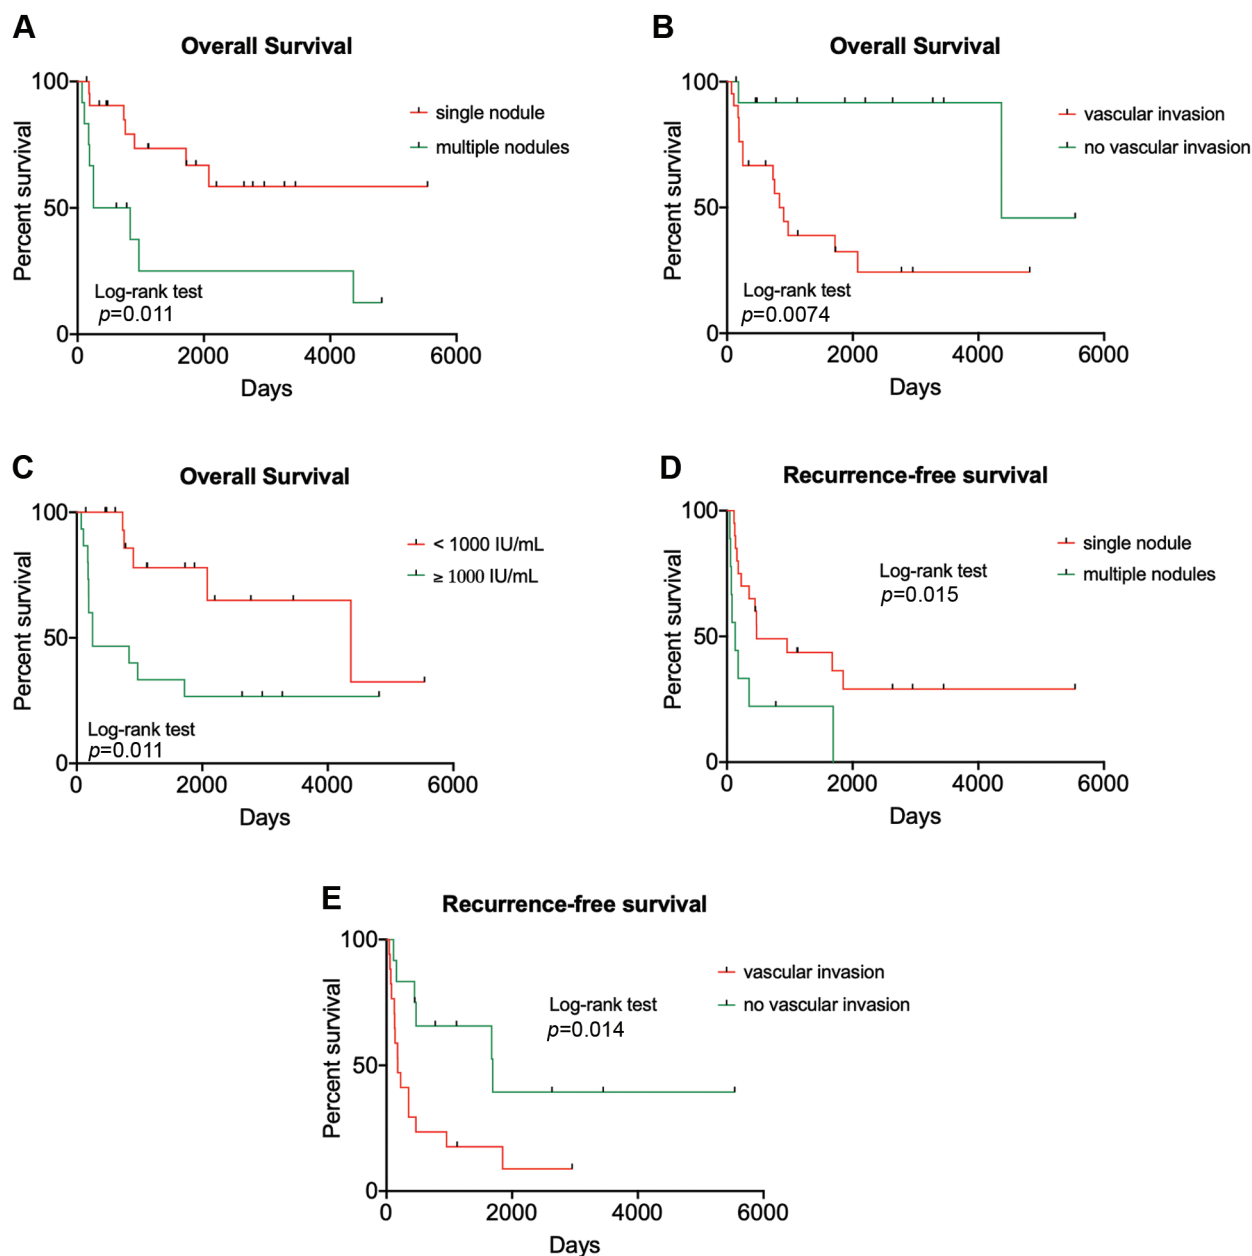 A
Overall Survival
100
50
0
Percent survival
single nodule
multiple nodules
Log-rank test
p=0.011
0 2000 4000 6000
Days
B
Overall Survival
100
50
0
Percent survival
vascular invasion
no vascular invasion
Log-rank test
p=0.0074
0 2000 4000 6000
Days
C
Overall Survival
100
50
0
Percent survival
< 1000 IU/mL
≥ 1000 IU/mL
Log-rank test
p=0.011
0 2000 4000 6000
Days
D
Recurrence-free survival
100
50
0
Percent survival
Log-rank test
p=0.015
single nodule
multiple nodules
0 2000 4000 6000
Days
E
Recurrence-free survival
100
50
0
Percent survival
Log-rank test
p=0.014
vascular invasion
no vascular invasion
0 2000 4000 6000
Days